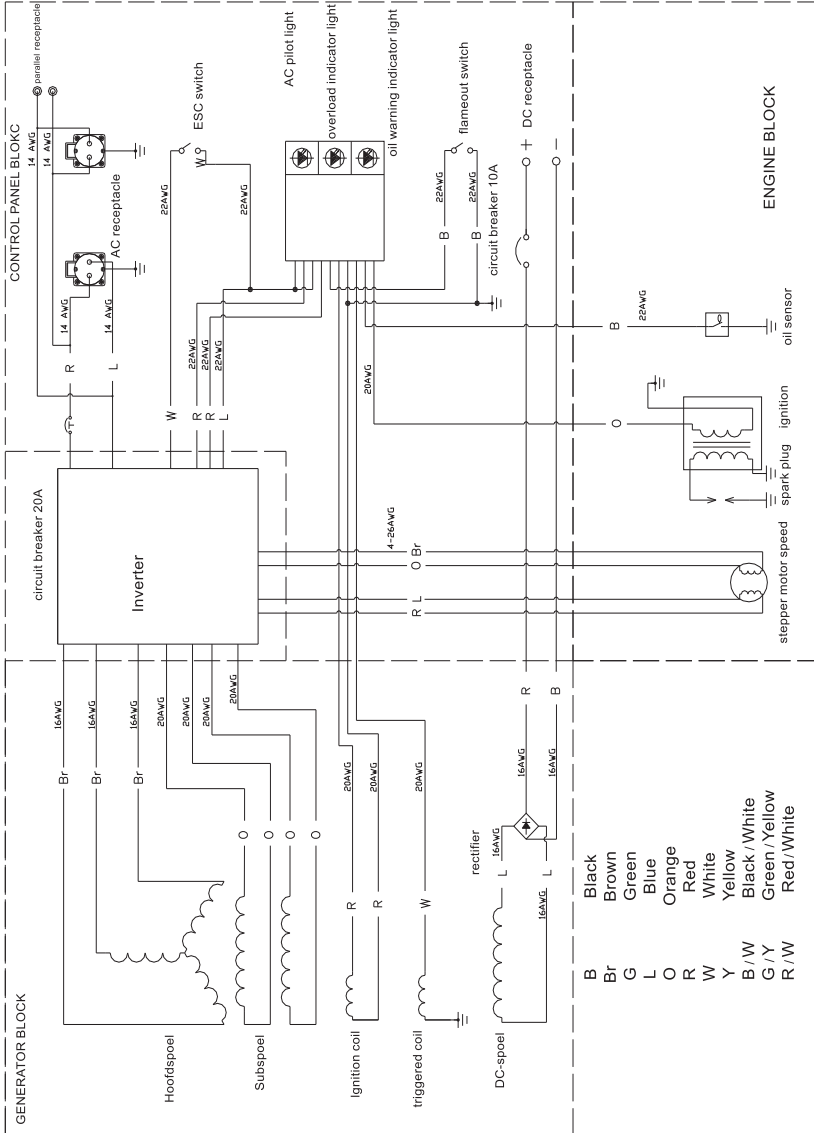 CONTROL PANEL BLOKC
parallel receptacle
14 AWG
14 AWG
AC receptacle
14 AWG
14 AWG
R
L
ESC switch
W
22AWG
22AWG
AC pilot light
overload indicator light
oil warning indicator light
flameout switch
22AWG
22AWG
B
B
circuit breaker 10A
DC receptacle
+
−
22AWG
22AWG
22AWG
W
R
R
L
20AWG
circuit breaker 20A
Inverter
4-26AWG
Br
O
L
R
ENGINE BLOCK
B
22AWG
oil sensor
O
ignition
spark plug
stepper motor speed
GENERATOR BLOCK
16AWG
16AWG
16AWG
20AWG
20AWG
20AWG
20AWG
Br
Br
Br
O
O
O
O
Hoofdspoel
Subspoel
20AWG
20AWG
R
R
Ignition coil
20AWG
W
triggered coil
R
B
16AWG
16AWG
rectifier
16AWG
L
L
16AWG
DC-spoel
B Black
Br Brown
G Green
L Blue
O Orange
R Red
W White
Y Yellow
B/W Black/White
G/Y Green/Yellow
R/W Red/White